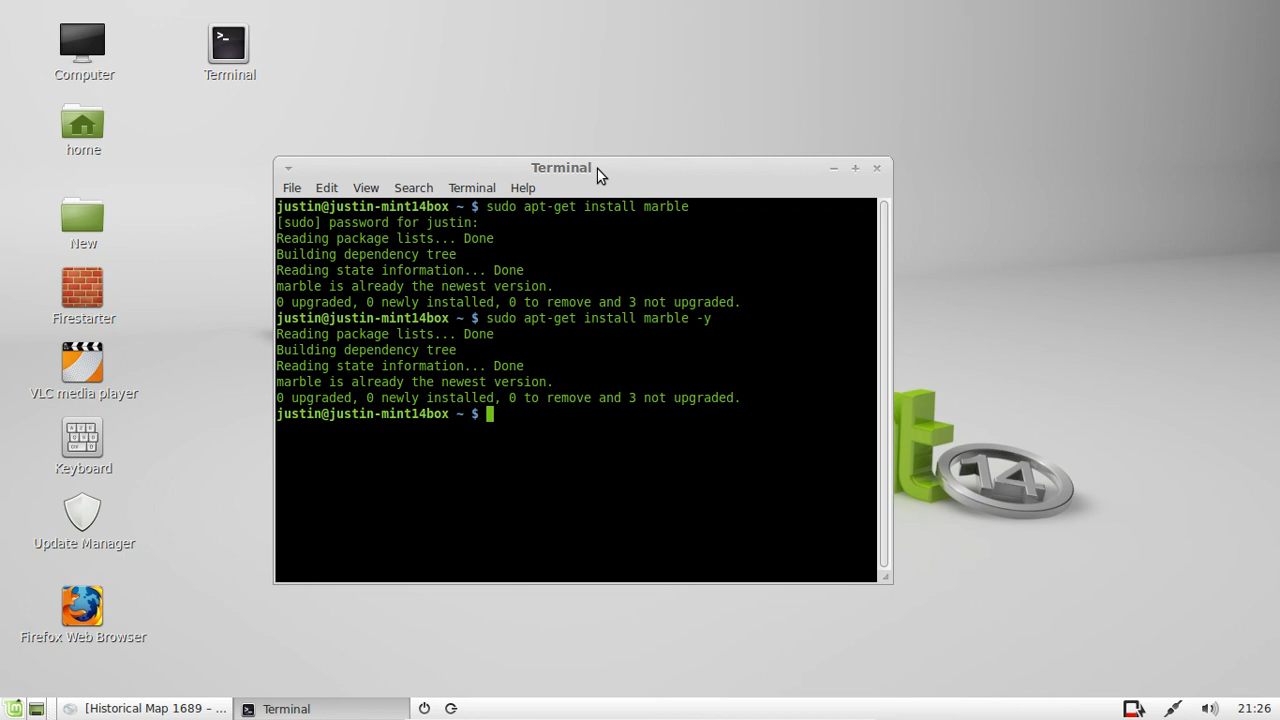 Computer
Terminal
home
New
Firestarter
VLC media player
Keyboard
Update Manager
Firefox Web Browser
Terminal
File Edit View Search Terminal Help
justin@justin-mint14box ~ $ sudo apt-get install marble
[sudo] password for justin:
Reading package lists... Done
Building dependency tree
Reading state information... Done
marble is already the newest version.
0 upgraded, 0 newly installed, 0 to remove and 3 not upgraded.
justin@justin-mint14box ~ $ sudo apt-get install marble -y
Reading package lists... Done
Building dependency tree
Reading state information... Done
marble is already the newest version.
0 upgraded, 0 newly installed, 0 to remove and 3 not upgraded.
justin@justin-mint14box ~ $
t
14
[Historical Map 1689 – ...
Terminal
21:26